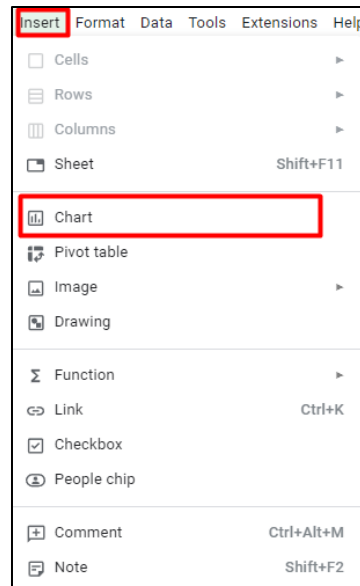 Insert Format Data Tools Extensions Help
Cells
Rows
Columns
Sheet Shift+F11
Chart
Pivot table
Image
Drawing
Σ Function
Link Ctrl+K
Checkbox
People chip
Comment Ctrl+Alt+M
Note Shift+F2